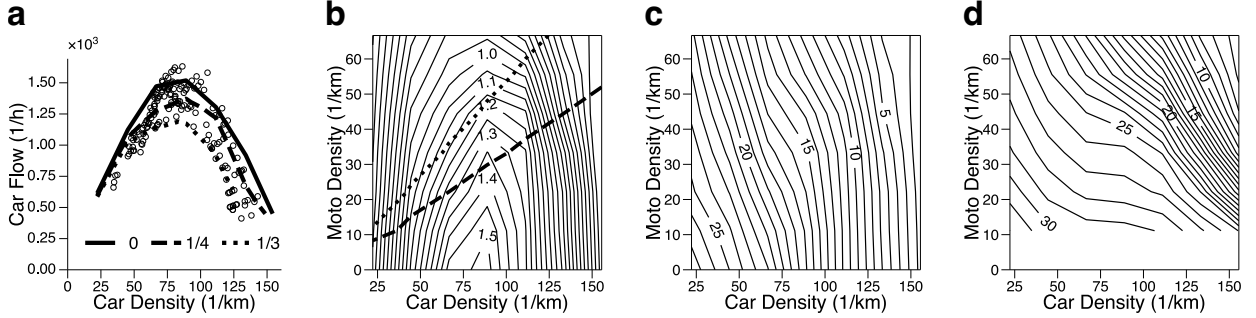 a
×10³
Car Flow (1/h)
1.50
1.25
1.00
0.75
0.50
0.25
0.00
0 1/4 1/3
0 25 50 75 100 125 150
Car Density (1/km)
b
Moto Density (1/km)
60
50
40
30
20
10
0
1.0
1.1
1.2
1.3
1.4
1.5
25 50 75 100 125 150
Car Density (1/km)
c
Moto Density (1/km)
60
50
40
30
20
10
0
5
20 15 10
25
25 50 75 100 125 150
Car Density (1/km)
d
Moto Density (1/km)
60
50
40
30
20
10
0
10
20 15
25
30
25 50 75 100 125 150
Car Density (1/km)